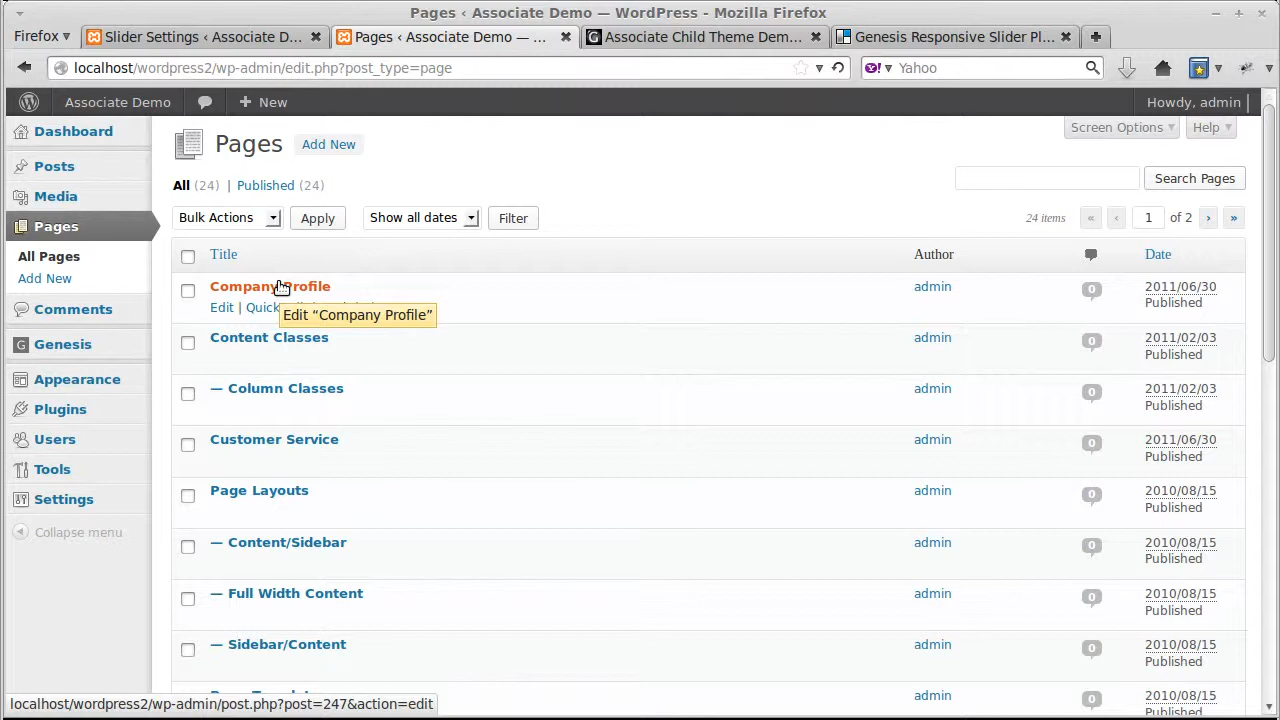 Pages ‹ Associate Demo — WordPress - Mozilla Firefox
Firefox
Slider Settings ‹ Associate D...
Pages ‹ Associate Demo — ...
Associate Child Theme Dem...
Genesis Responsive Slider Pl...
localhost/wordpress2/wp-admin/edit.php?post_type=page
Yahoo
Associate Demo
New
Howdy, admin
Dashboard
Posts
Media
Pages
All Pages
Add New
Comments
Genesis
Appearance
Plugins
Users
Tools
Settings
Collapse menu
Pages
Add New
Screen Options
Help
All (24) | Published (24)
Search Pages
Bulk Actions
Apply
Show all dates
Filter
24 items
«
‹
1
of 2
›
»
Title
Author
Date
Company Profile
admin
0
2011/06/30
Edit | Quick
Published
Edit “Company Profile”
Content Classes
admin
0
2011/02/03
Published
— Column Classes
admin
0
2011/02/03
Published
Customer Service
admin
0
2011/06/30
Published
Page Layouts
admin
0
2010/08/15
Published
— Content/Sidebar
admin
0
2010/08/15
Published
— Full Width Content
admin
0
2010/08/15
Published
— Sidebar/Content
admin
0
2010/08/15
Published
admin
0
2010/08/15
Published
localhost/wordpress2/wp-admin/post.php?post=247&action=edit